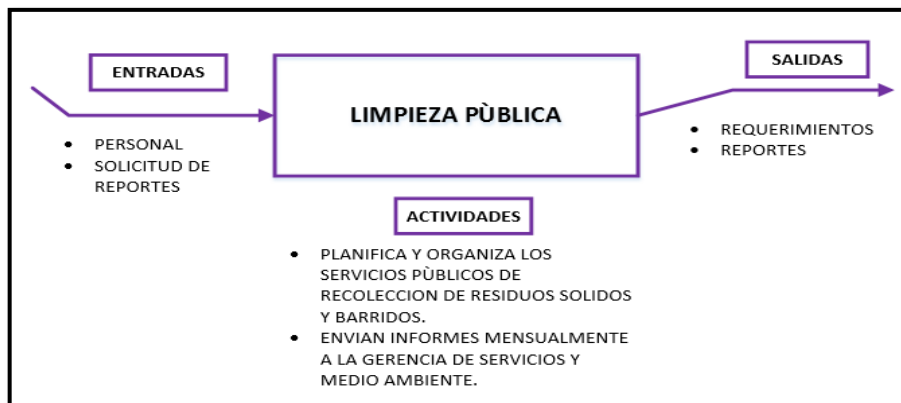 ENTRADAS
SALIDAS
LIMPIEZA PÙBLICA
• PERSONAL
• SOLICITUD DE
REPORTES
• REQUERIMIENTOS
• REPORTES
ACTIVIDADES
• PLANIFICA Y ORGANIZA LOS
SERVICIOS PÙBLICOS DE
RECOLECCION DE RESIDUOS SOLIDOS
Y BARRIDOS.
• ENVIAN INFORMES MENSUALMENTE
A LA GERENCIA DE SERVICIOS Y
MEDIO AMBIENTE.